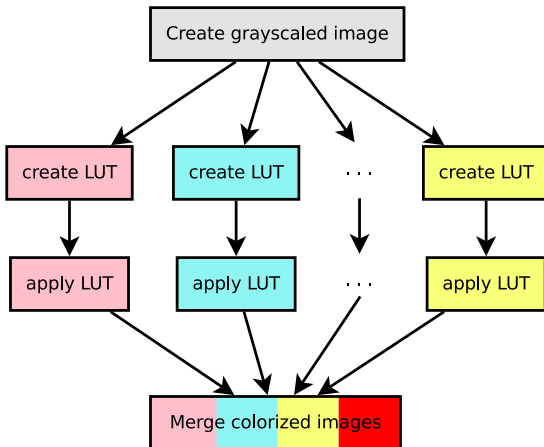 Create grayscaled image
create LUT create LUT . . . create LUT
apply LUT apply LUT . . . apply LUT
Merge colorized images